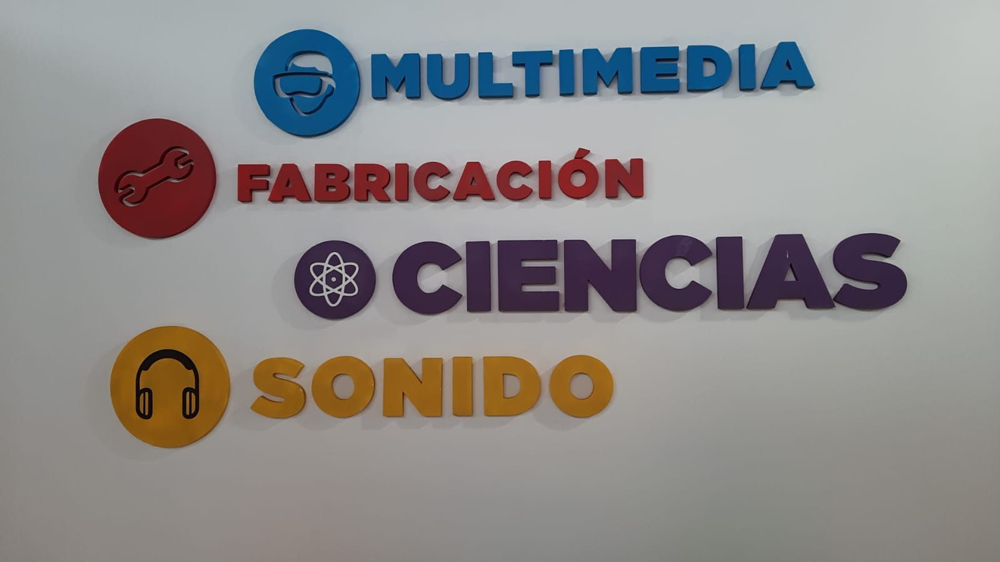 MULTIMEDIA
FABRICACIÓN
CIENCIAS
SONIDO